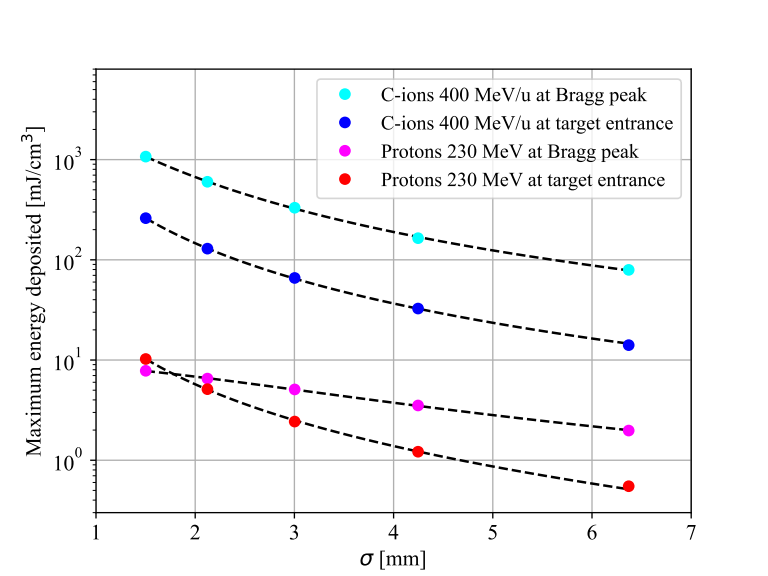 C-ions 400 MeV/u at Bragg peak
C-ions 400 MeV/u at target entrance
Protons 230 MeV at Bragg peak
Protons 230 MeV at target entrance
Maximum energy deposited [mJ/cm³]
10³
10²
10¹
10⁰
1 2 3 4 5 6 7
σ [mm]